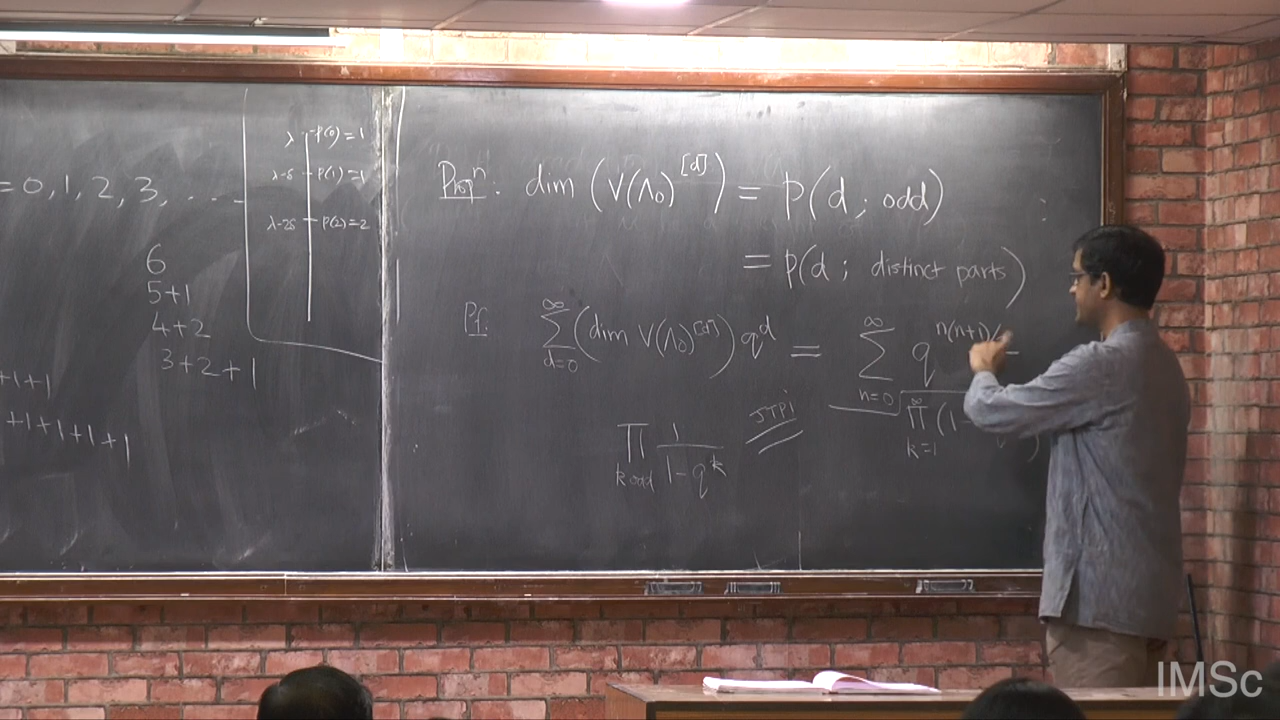 = 0, 1, 2, 3, . . .
6
5+1
4+2
3+2+1
+1+1
+1+1+1+1
λ p(0) = 1
λ-δ p(1) = 1
λ-2δ p(2) = 2
Propⁿ: dim (V(Λ₀)^[d]) = p(d ; odd)
= p(d ; distinct parts)
Pf: ∑_{d=0}^∞ (dim V(Λ₀)^[d]) q^d = ∑_{n=0}^∞ q^{n(n+1)/
∏_{k=1}^∞ (1-
∏_{k odd} 1/(1-q^k) JTPi
IMSc